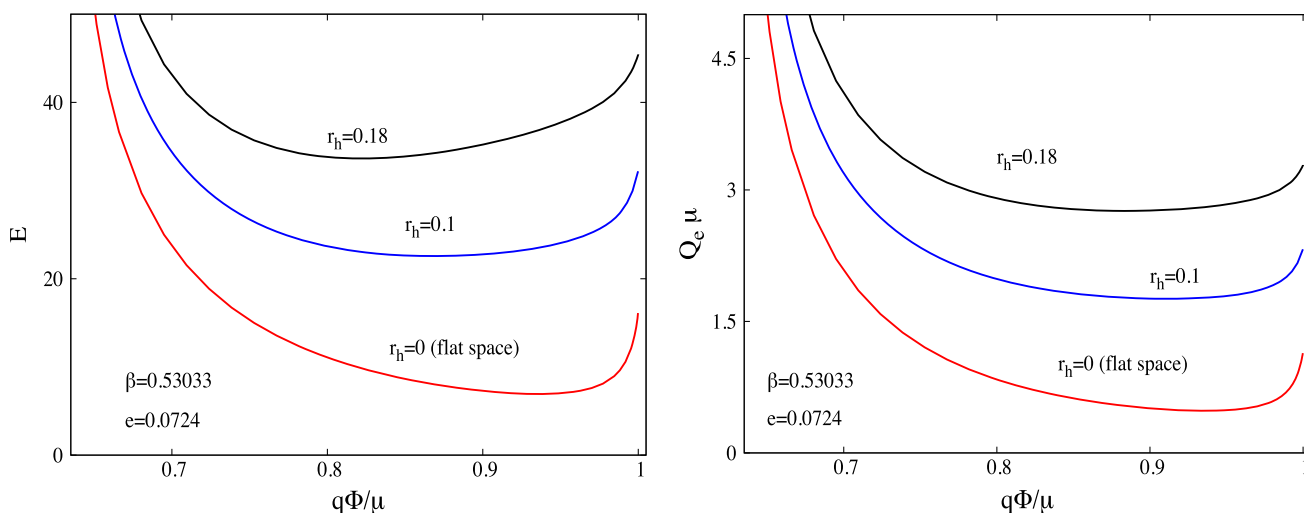 E
40
20
0
r_h=0.18
r_h=0.1
r_h=0 (flat space)
β=0.53033
e=0.0724
0.7 0.8 0.9 1
qΦ/μ
Q_e μ
4.5
3
1.5
0
r_h=0.18
r_h=0.1
r_h=0 (flat space)
β=0.53033
e=0.0724
0.7 0.8 0.9 1
qΦ/μ